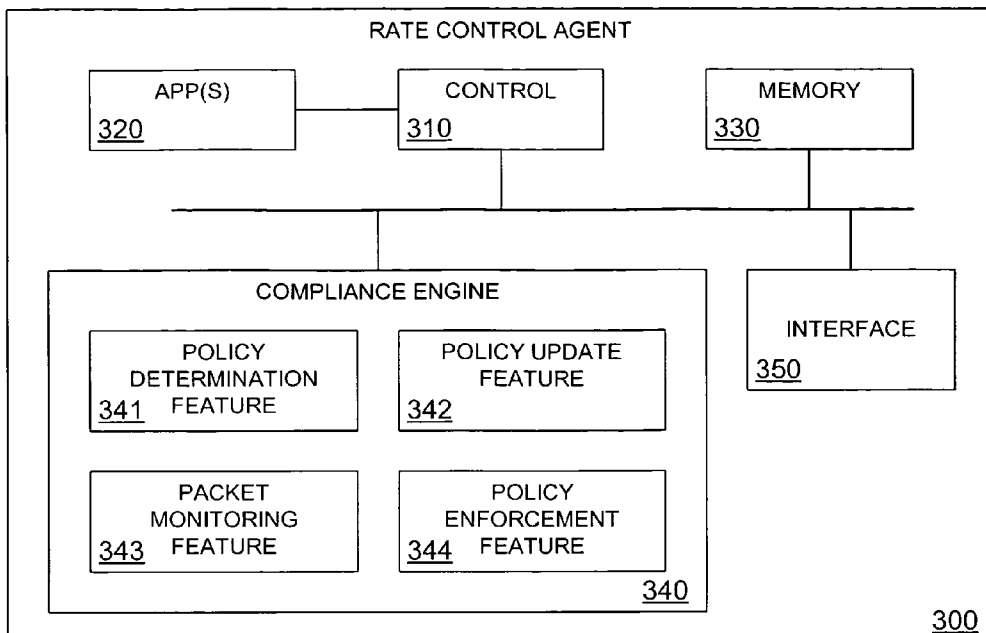 RATE CONTROL AGENT
APP(S)
320
CONTROL
310
MEMORY
330
COMPLIANCE ENGINE
POLICY
DETERMINATION
FEATURE
341
POLICY UPDATE
FEATURE
342
INTERFACE
350
PACKET
MONITORING
FEATURE
343
POLICY
ENFORCEMENT
FEATURE
344
340
300